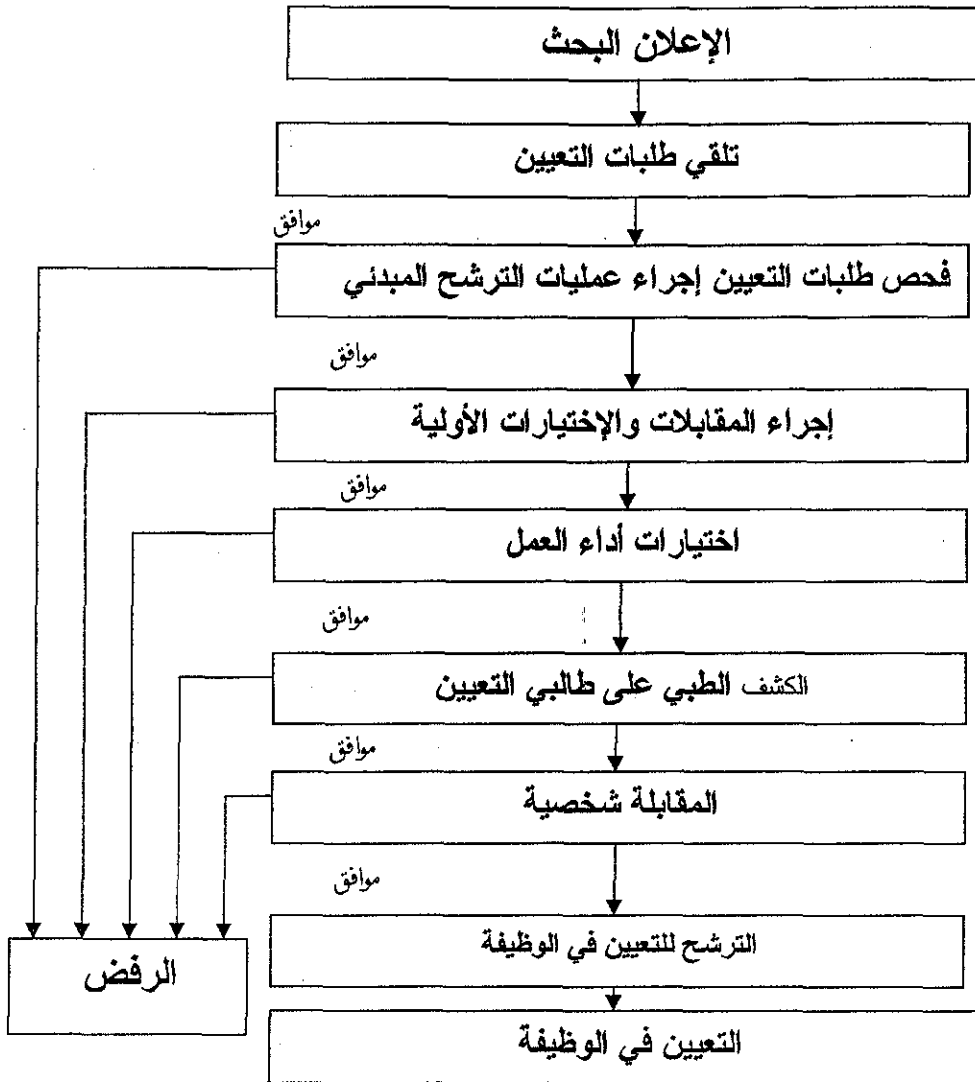 الإعلان البحث
تلقي طلبات التعيين
موافق
فحص طلبات التعيين إجراء عمليات الترشح المبدئي
موافق
إجراء المقابلات والإختيارات الأولية
موافق
اختيارات أداء العمل
موافق
الكشف الطبي على طالبي التعيين
موافق
المقابلة شخصية
موافق
الترشح للتعيين في الوظيفة
الرفض
التعيين في الوظيفة